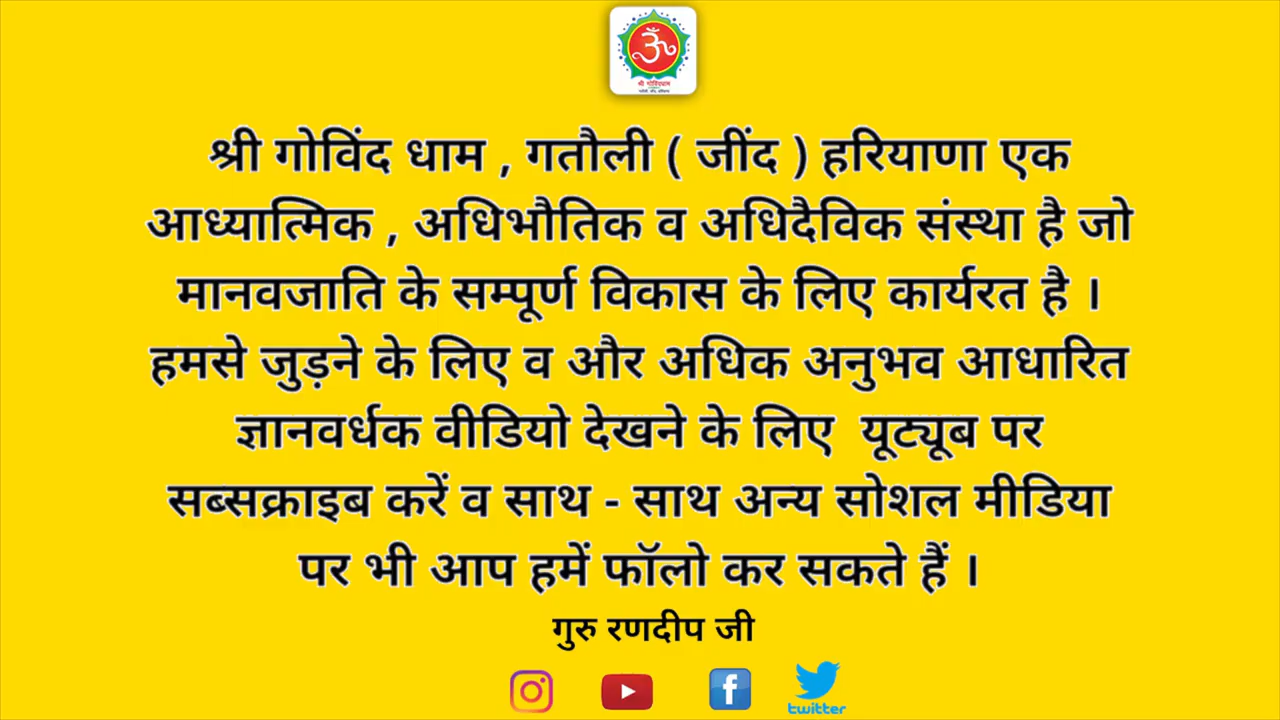 ॐ
श्री गोविंदधाम
श्री गोविंद धाम , गतौली ( जींद ) हरियाणा एक
आध्यात्मिक , अधिभौतिक व अधिदैविक संस्था है जो
मानवजाति के सम्पूर्ण विकास के लिए कार्यरत है ।
हमसे जुड़ने के लिए व और अधिक अनुभव आधारित
ज्ञानवर्धक वीडियो देखने के लिए यूट्यूब पर
सब्सक्राइब करें व साथ - साथ अन्य सोशल मीडिया
पर भी आप हमें फॉलो कर सकते हैं ।
गुरु रणदीप जी
f
twitter